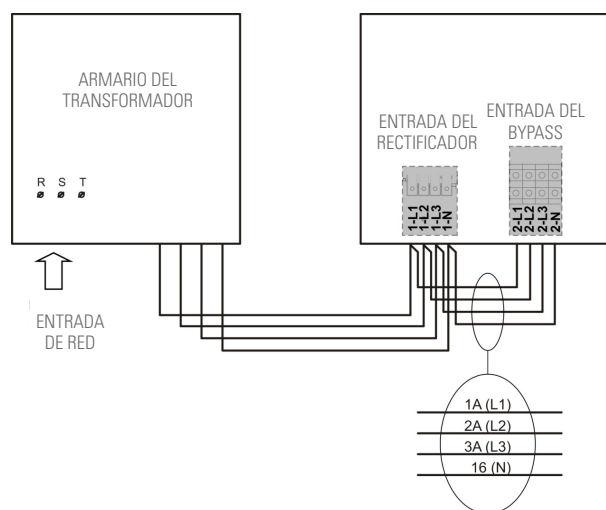 ARMARIO DEL
TRANSFORMADOR
R S T
ENTRADA
DE RED
ENTRADA DEL
RECTIFICADOR
1-L1
1-L2
1-L3
1-N
ENTRADA DEL
BYPASS
2-L1
2-L2
2-L3
2-N
1A (L1)
2A (L2)
3A (L3)
16 (N)